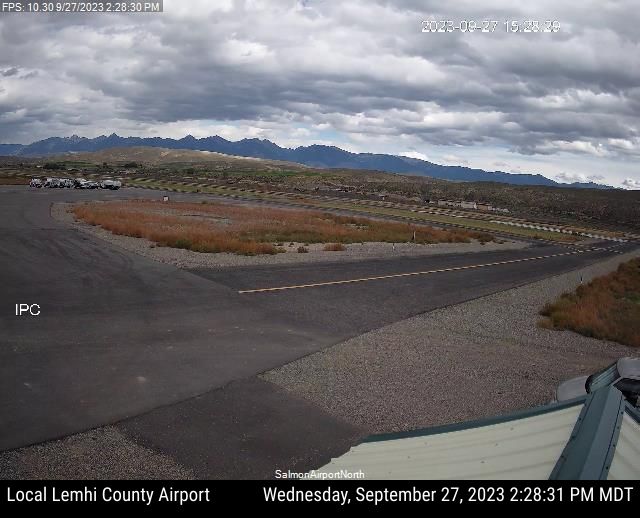 FPS: 10.30 9/27/2023 2:28:30 PM
2023-09-27 15:28:29
IPC
SalmonAirportNorth
Local Lemhi County Airport Wednesday, September 27, 2023 2:28:31 PM MDT